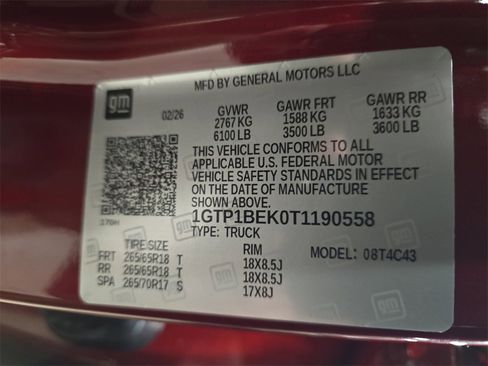 gm
MFD BY GENERAL MOTORS LLC
02/26 GVWR GAWR FRT GAWR RR
2767 KG 1588 KG 1633 KG
6100 LB 3500 LB 3600 LB
THIS VEHICLE CONFORMS TO ALL
APPLICABLE U.S. FEDERAL MOTOR
VEHICLE SAFETY STANDARDS IN EFFECT
ON THE DATE OF MANUFACTURE
SHOWN ABOVE.
1GTP1BEK0T1190558
TYPE: TRUCK
TIRE SIZE RIM MODEL: 08T4C43
FRT 265/65R18 T 18X8.5J
RR 265/65R18 T 18X8.5J
SPA 265/70R17 S 17X8J